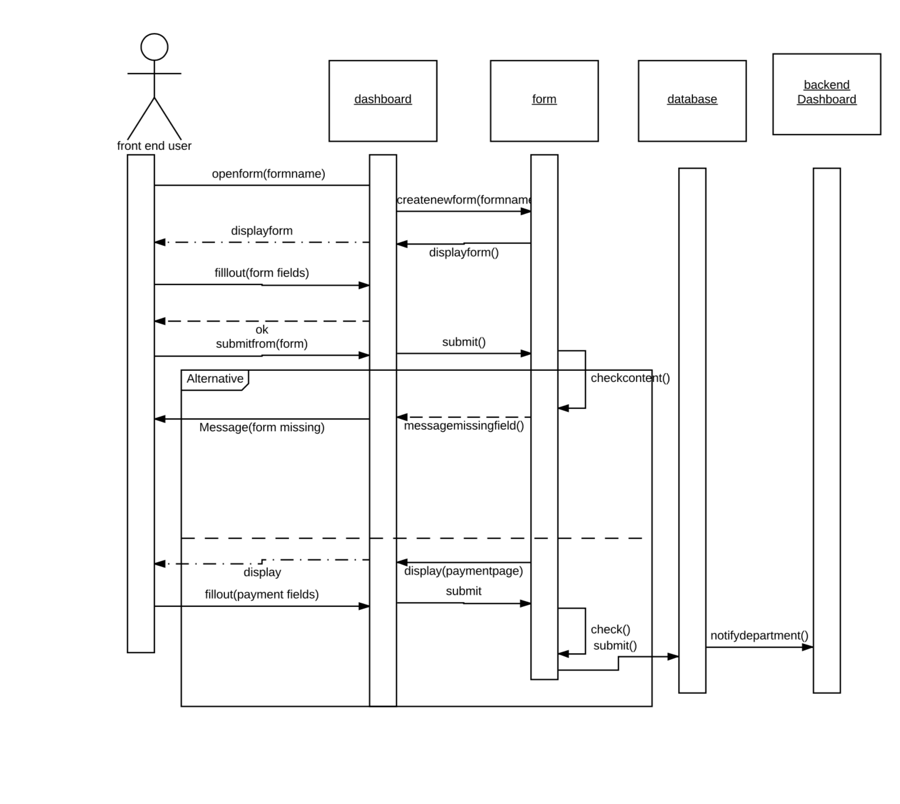 front end user
dashboard
form
database
backend
Dashboard
openform(formname)
createnewform(formname
displayform
displayform()
filllout(form fields)
ok
submitfrom(form)
submit()
Alternative
checkcontent()
Message(form missing)
messagemissingfield()
display
display(paymentpage)
fillout(payment fields)
submit
check()
submit()
notifydepartment()